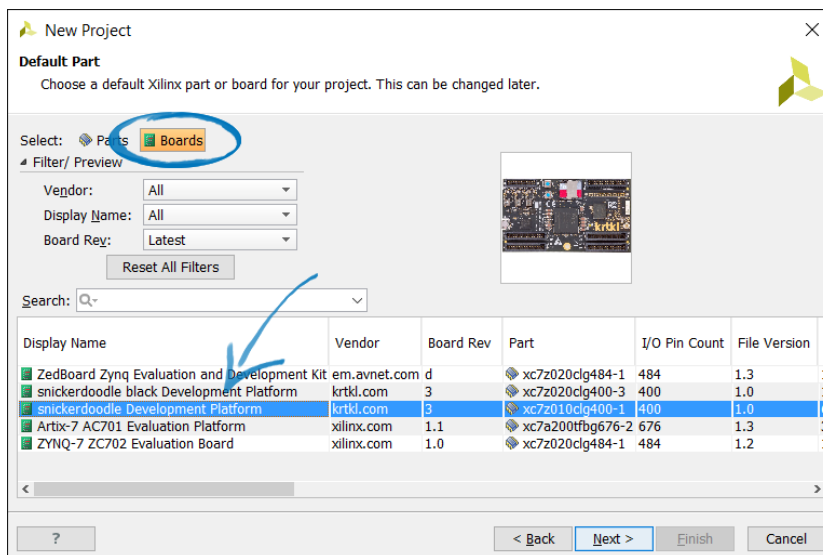 New Project
Default Part
Choose a default Xilinx part or board for your project. This can be changed later.
Select: Parts Boards
Filter/ Preview
Vendor: All
Display Name: All
Board Rev: Latest
Reset All Filters
krtkl
Search: Q-
Display Name Vendor Board Rev Part I/O Pin Count File Version
ZedBoard Zynq Evaluation and Development Kit em.avnet.com d xc7z020clg484-1 484 1.3
snickerdoodle black Development Platform krtkl.com 3 xc7z020clg400-3 400 1.0
snickerdoodle Development Platform krtkl.com 3 xc7z010clg400-1 400 1.0
Artix-7 AC701 Evaluation Platform xilinx.com 1.1 xc7a200tfbg676-2 676 1.3
ZYNQ-7 ZC702 Evaluation Board xilinx.com 1.0 xc7z020clg484-1 484 1.2
? < Back Next > Finish Cancel